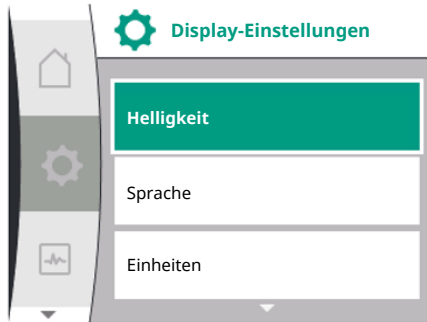 Display-Einstellungen
Helligkeit
Sprache
Einheiten